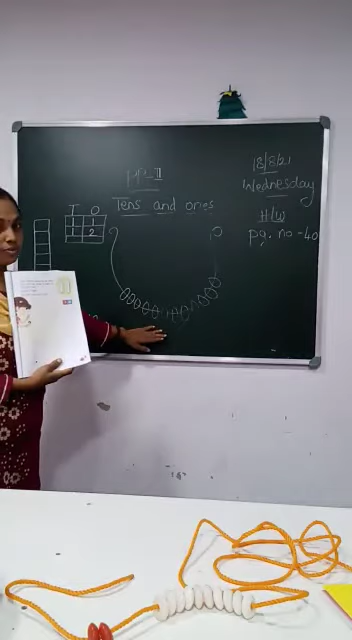 18/8/21
Wednesday
Tens and ones
H/W
pg. no - 40
T O
1 1
1 2